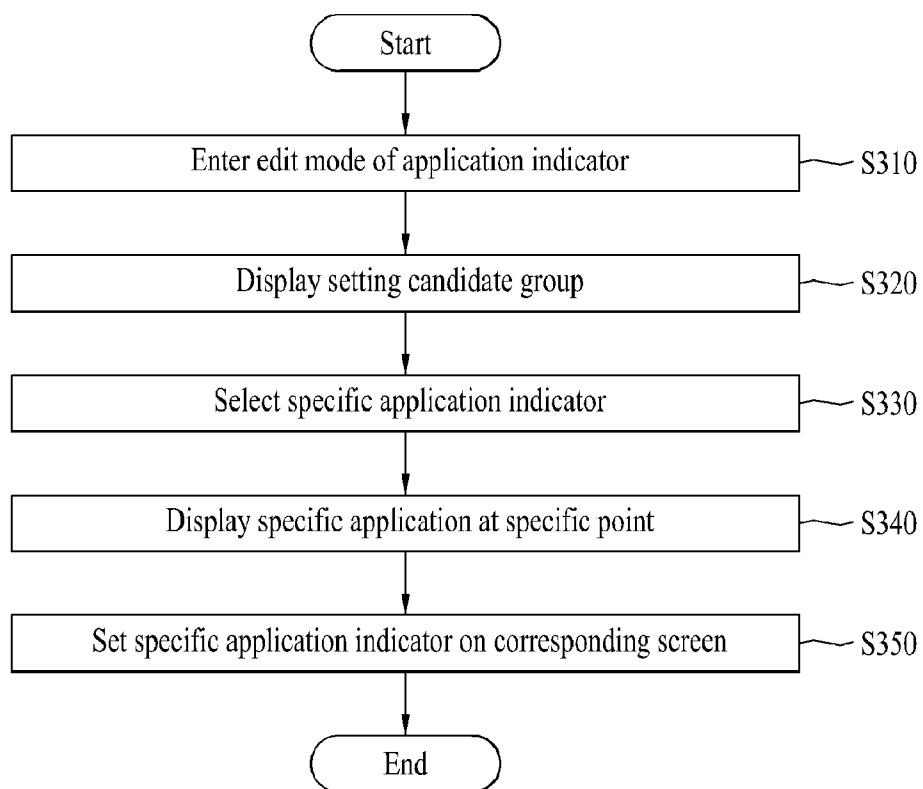 Start
Enter edit mode of application indicator
S310
Display setting candidate group
S320
Select specific application indicator
S330
Display specific application at specific point
S340
Set specific application indicator on corresponding screen
S350
End